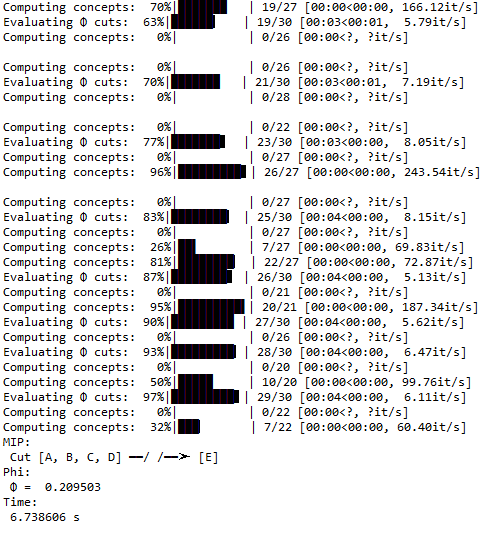 Computing concepts:  70%|          | 19/27 [00:00<00:00, 166.12it/s]
Evaluating Φ cuts:  63%|          | 19/30 [00:03<00:01,  5.79it/s]
Computing concepts:   0%|          | 0/26 [00:00<?, ?it/s]
Computing concepts:   0%|          | 0/26 [00:00<?, ?it/s]
Evaluating Φ cuts:  70%|          | 21/30 [00:03<00:01,  7.19it/s]
Computing concepts:   0%|          | 0/28 [00:00<?, ?it/s]
Computing concepts:   0%|          | 0/22 [00:00<?, ?it/s]
Evaluating Φ cuts:  77%|          | 23/30 [00:03<00:00,  8.05it/s]
Computing concepts:   0%|          | 0/27 [00:00<?, ?it/s]
Computing concepts:  96%|          | 26/27 [00:00<00:00, 243.54it/s]
Computing concepts:   0%|          | 0/27 [00:00<?, ?it/s]
Evaluating Φ cuts:  83%|          | 25/30 [00:04<00:00,  8.15it/s]
Computing concepts:   0%|          | 0/27 [00:00<?, ?it/s]
Computing concepts:  26%|          | 7/27 [00:00<00:00, 69.83it/s]
Computing concepts:  81%|          | 22/27 [00:00<00:00, 72.87it/s]
Evaluating Φ cuts:  87%|          | 26/30 [00:04<00:00,  5.13it/s]
Computing concepts:   0%|          | 0/21 [00:00<?, ?it/s]
Computing concepts:  95%|          | 20/21 [00:00<00:00, 187.34it/s]
Evaluating Φ cuts:  90%|          | 27/30 [00:04<00:00,  5.62it/s]
Computing concepts:   0%|          | 0/26 [00:00<?, ?it/s]
Evaluating Φ cuts:  93%|          | 28/30 [00:04<00:00,  6.47it/s]
Computing concepts:   0%|          | 0/20 [00:00<?, ?it/s]
Computing concepts:  50%|          | 10/20 [00:00<00:00, 99.76it/s]
Evaluating Φ cuts:  97%|          | 29/30 [00:04<00:00,  6.11it/s]
Computing concepts:   0%|          | 0/22 [00:00<?, ?it/s]
Computing concepts:  32%|          | 7/22 [00:00<00:00, 60.40it/s]
MIP:
Cut [A, B, C, D] ━━/ /━━➤ [E]
Phi:
Φ =  0.209503
Time:
6.738606 s